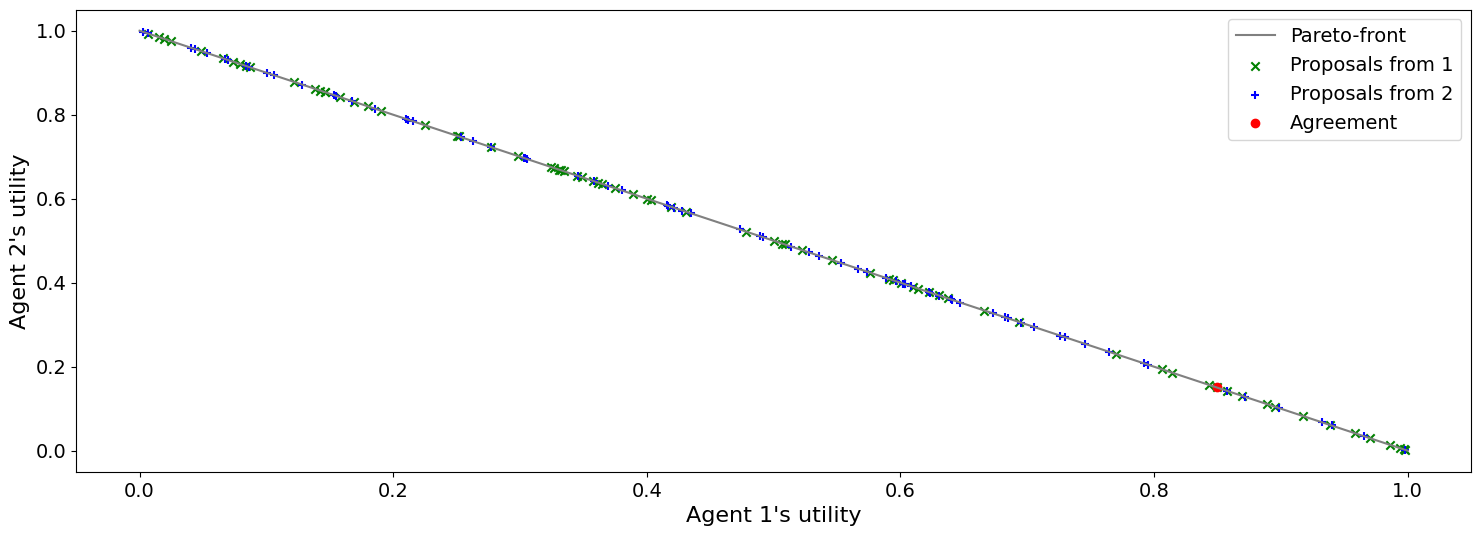 1.0
0.8
0.6
0.4
0.2
0.0
Agent 2's utility
Pareto-front
Proposals from 1
Proposals from 2
Agreement
0.0 0.2 0.4 0.6 0.8 1.0
Agent 1's utility